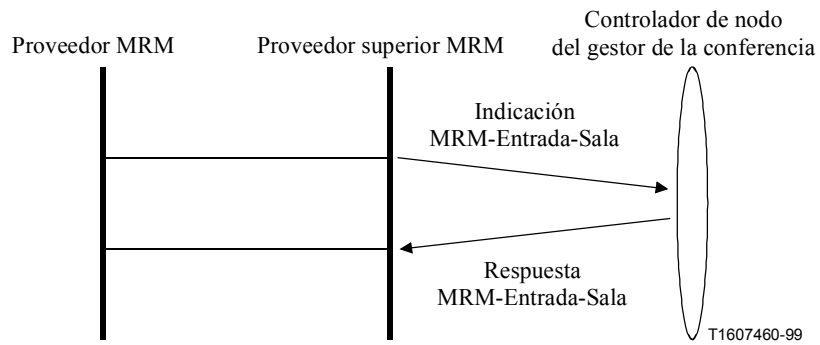 Proveedor MRM
Proveedor superior MRM
Controlador de nodo
del gestor de la conferencia
Indicación
MRM-Entrada-Sala
Respuesta
MRM-Entrada-Sala
T1607460-99